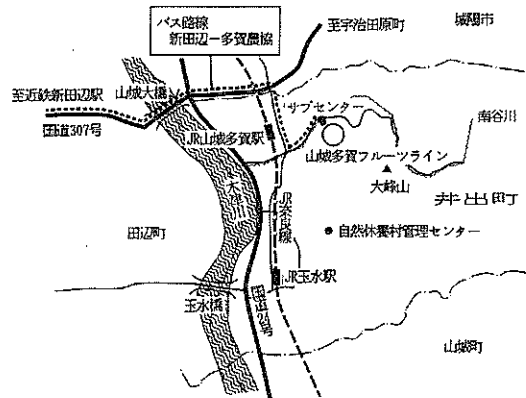 バス路線
新田辺ー多賀農協
至宇治田原町
城陽市
至近鉄新田辺駅
山城大橋
国道307号
サブセンター
南谷川
JR山城多賀駅
山城多賀フルーツライン
大峰山
井出町
木津川
JR奈良線
田辺町
自然休養村管理センター
JR玉水駅
玉水橋
国道24号
山城町